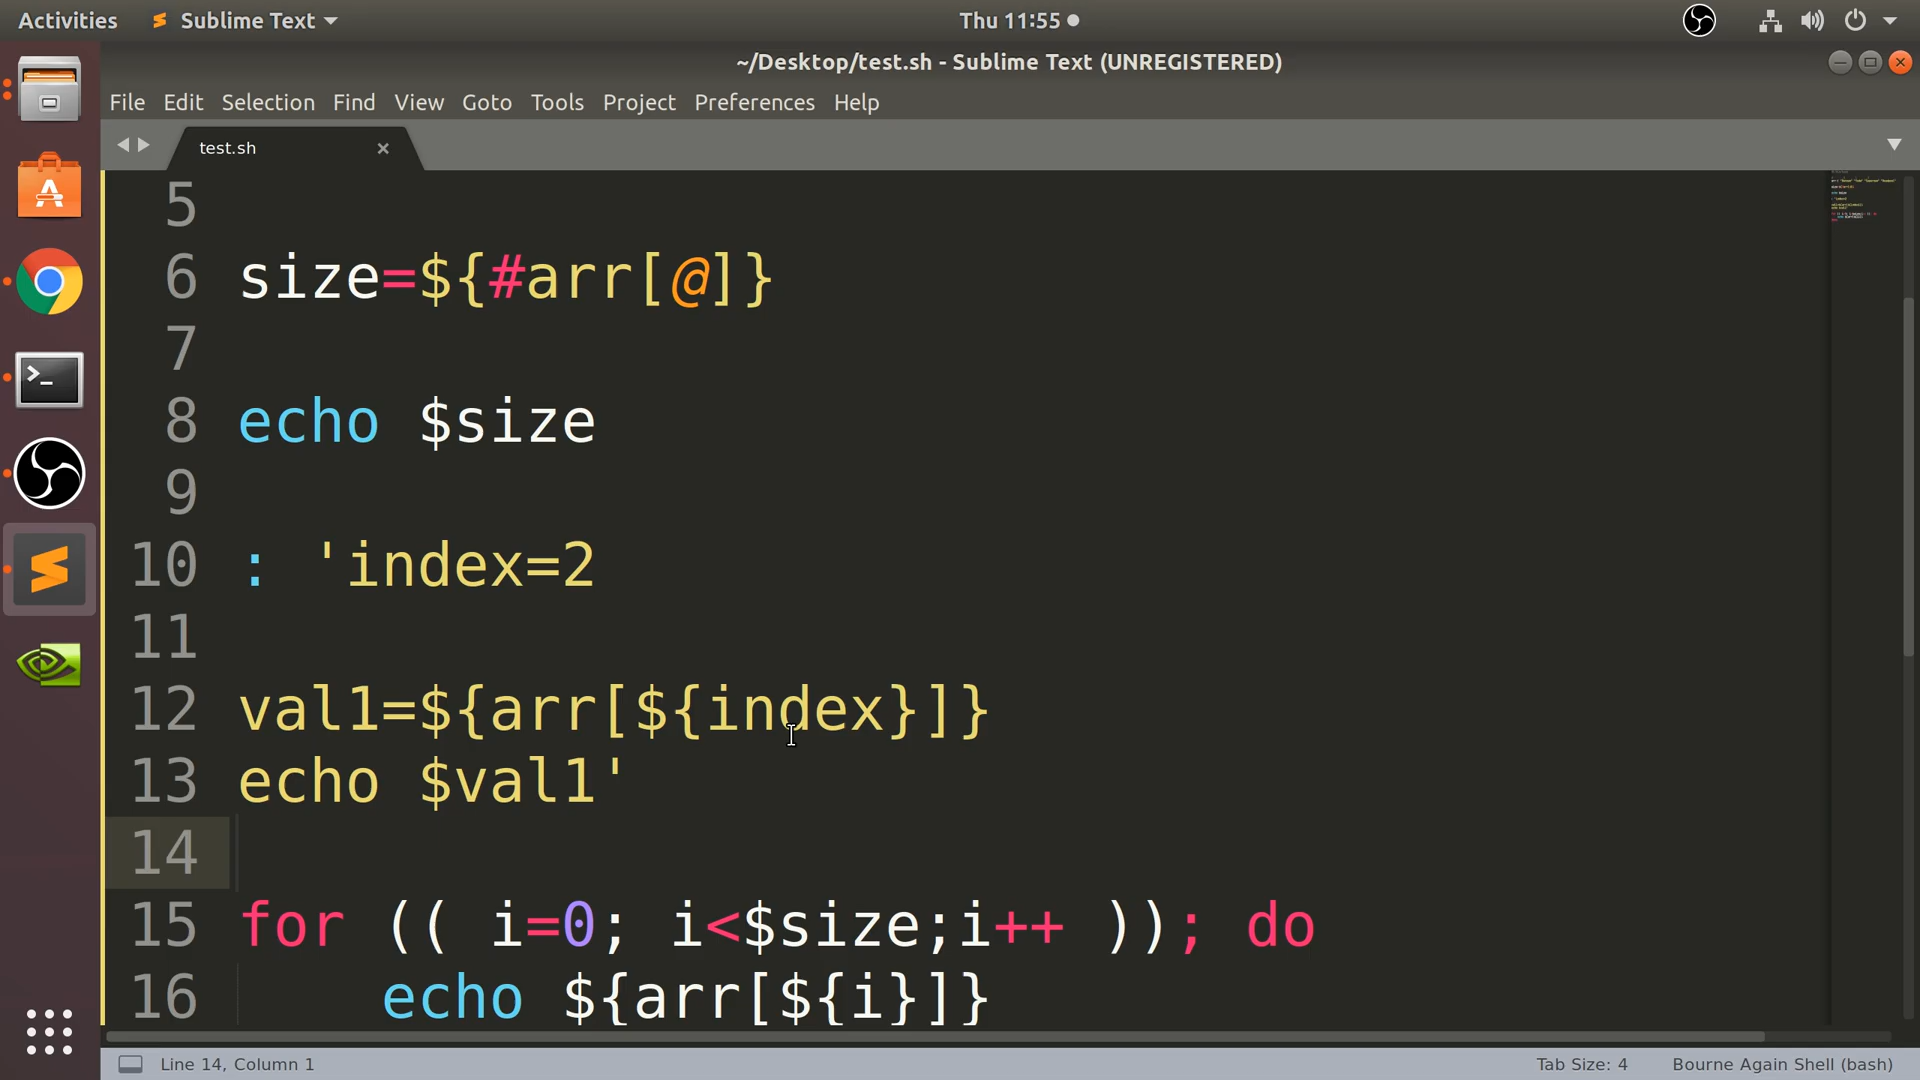 Activities Sublime Text Thu 11:55
~/Desktop/test.sh - Sublime Text (UNREGISTERED)
File Edit Selection Find View Goto Tools Project Preferences Help
test.sh
5
6 size=${#arr[@]}
7
8 echo $size
9
10 : 'index=2
11
12 val1=${arr[${index}]}
13 echo $val1'
14
15 for (( i=0; i<$size;i++ )); do
16 echo ${arr[${i}]}
Line 14, Column 1 Tab Size: 4 Bourne Again Shell (bash)